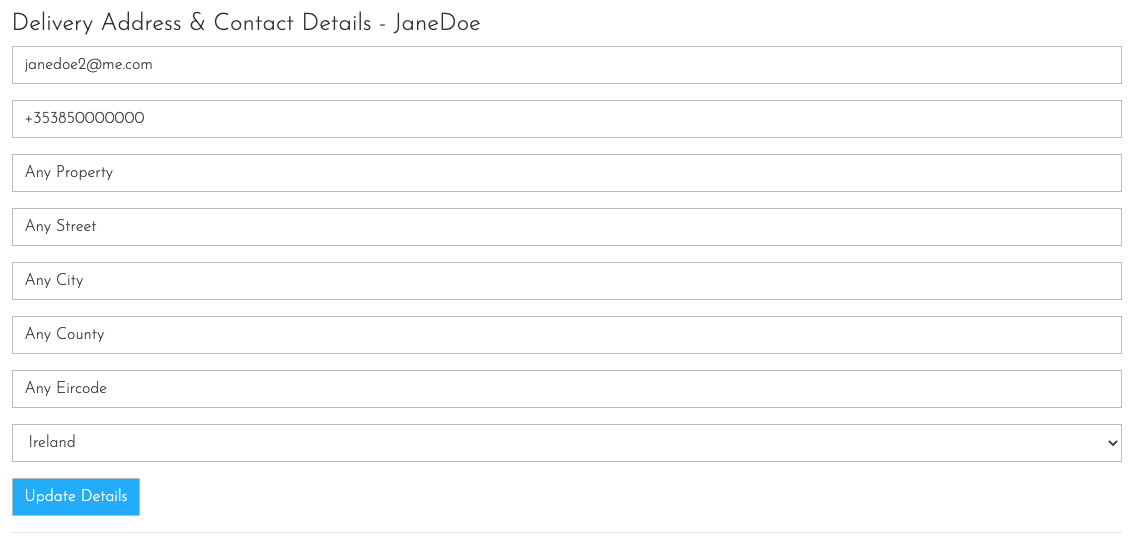 Delivery Address & Contact Details - JaneDoe
janedoe2@me.com
+353850000000
Any Property
Any Street
Any City
Any County
Any Eircode
Ireland
Update Details